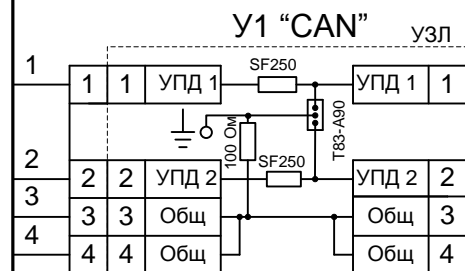 У1 “CAN”
УЗЛ
1
1 1 УПД 1
SF250
УПД 1 1
100 Ом
T83-A90
2
2 2 УПД 2
SF250
УПД 2 2
3
3 3 Общ
Общ 3
4
4 4 Общ
Общ 4